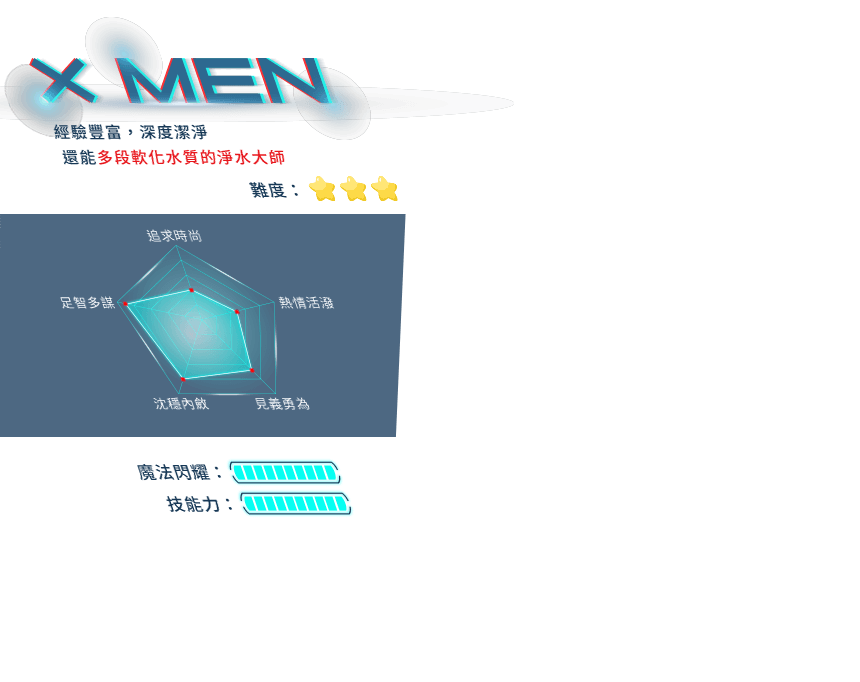 X MEN
經驗豐富，深度潔淨
還能多段軟化水質的淨水大師
難度：
追求時尚
足智多謀
熱情活潑
沈穩內斂
見義勇為
魔法閃耀：
技能力：